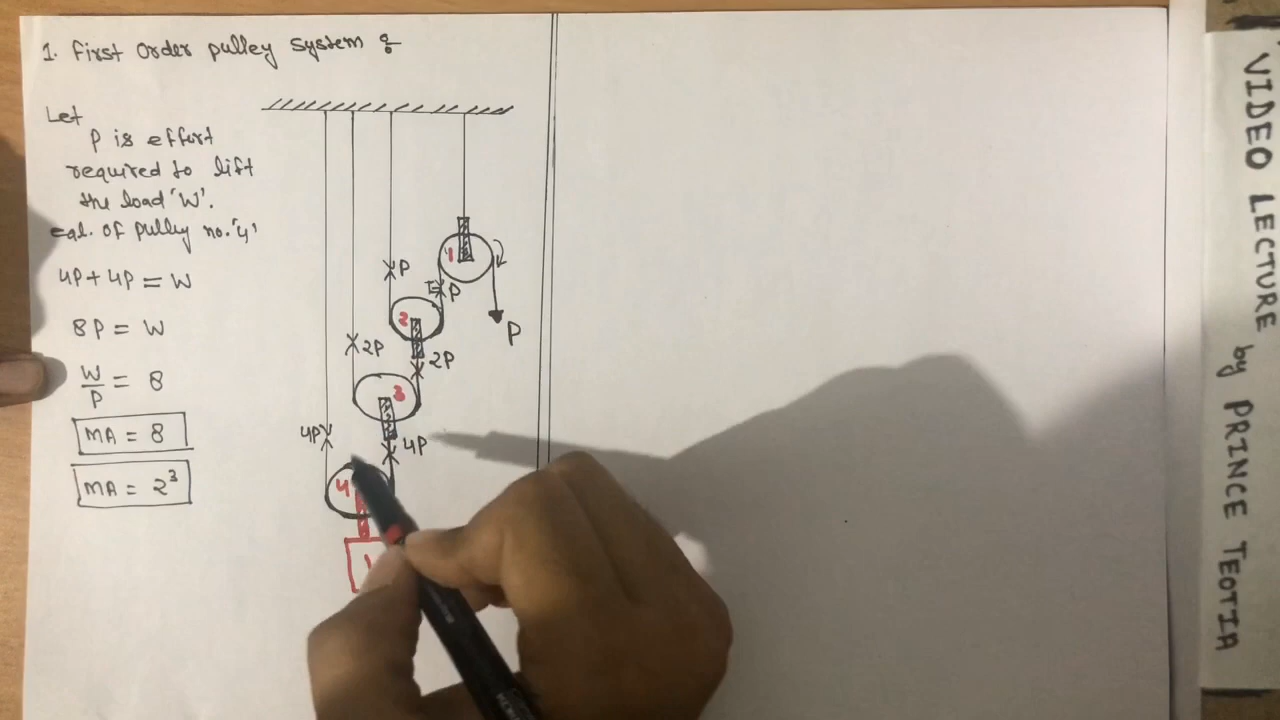 1. First Order pulley system :
Let
P is effort
required to lift
the load 'W'.
eql. of pulley no. '4'
4P + 4P = W
8P = W
W/P = 8
MA = 8
MA = 2³
1
P
P
P
2
2P
2P
3
4P
4P
4
VIDEO LECTURE by PRINCE TEOTIA